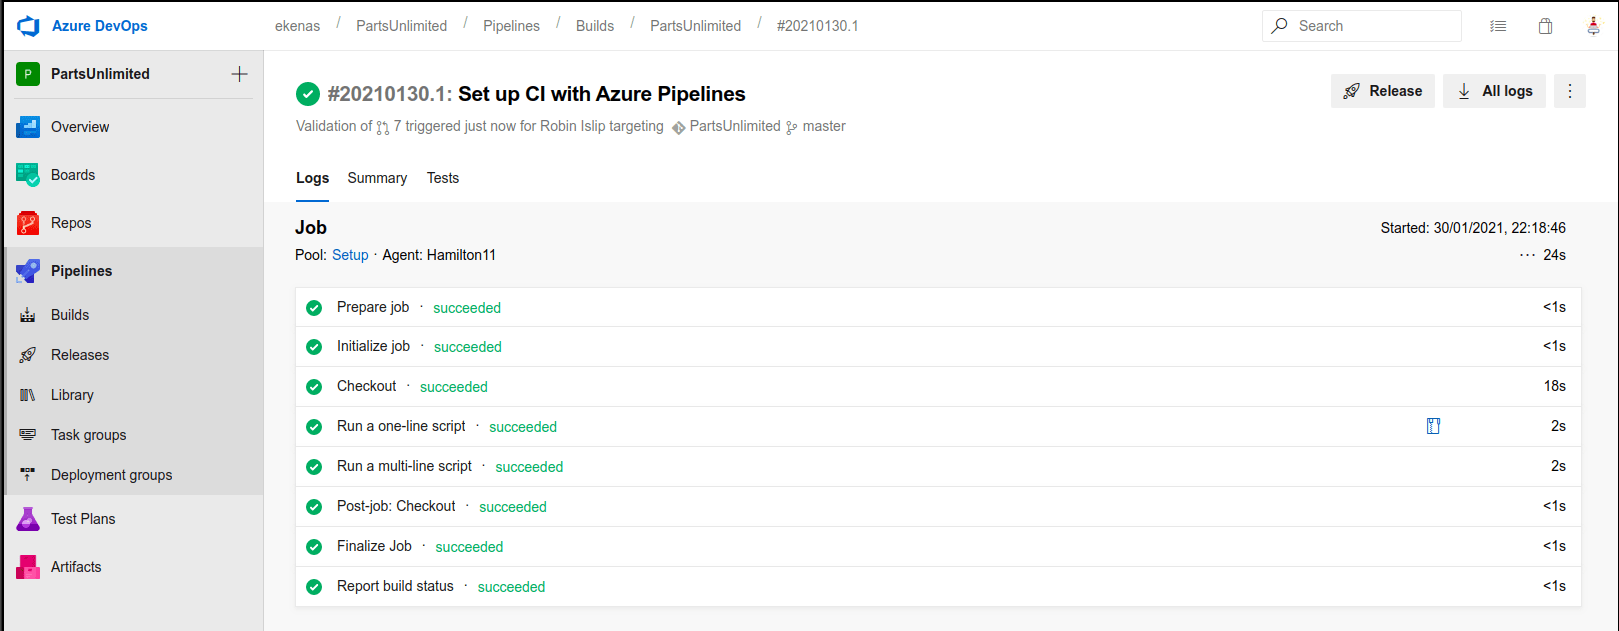 Azure DevOps
ekenas / PartsUnlimited / Pipelines / Builds / PartsUnlimited / #20210130.1
Search
P PartsUnlimited
Overview
Boards
Repos
Pipelines
Builds
Releases
Library
Task groups
Deployment groups
Test Plans
Artifacts
#20210130.1: Set up CI with Azure Pipelines
Release
All logs
Validation of 7 triggered just now for Robin Islip targeting PartsUnlimited master
Logs Summary Tests
Job
Started: 30/01/2021, 22:18:46
Pool: Setup · Agent: Hamilton11
··· 24s
Prepare job · succeeded <1s
Initialize job · succeeded <1s
Checkout · succeeded 18s
Run a one-line script · succeeded 2s
Run a multi-line script · succeeded 2s
Post-job: Checkout · succeeded <1s
Finalize Job · succeeded <1s
Report build status · succeeded <1s